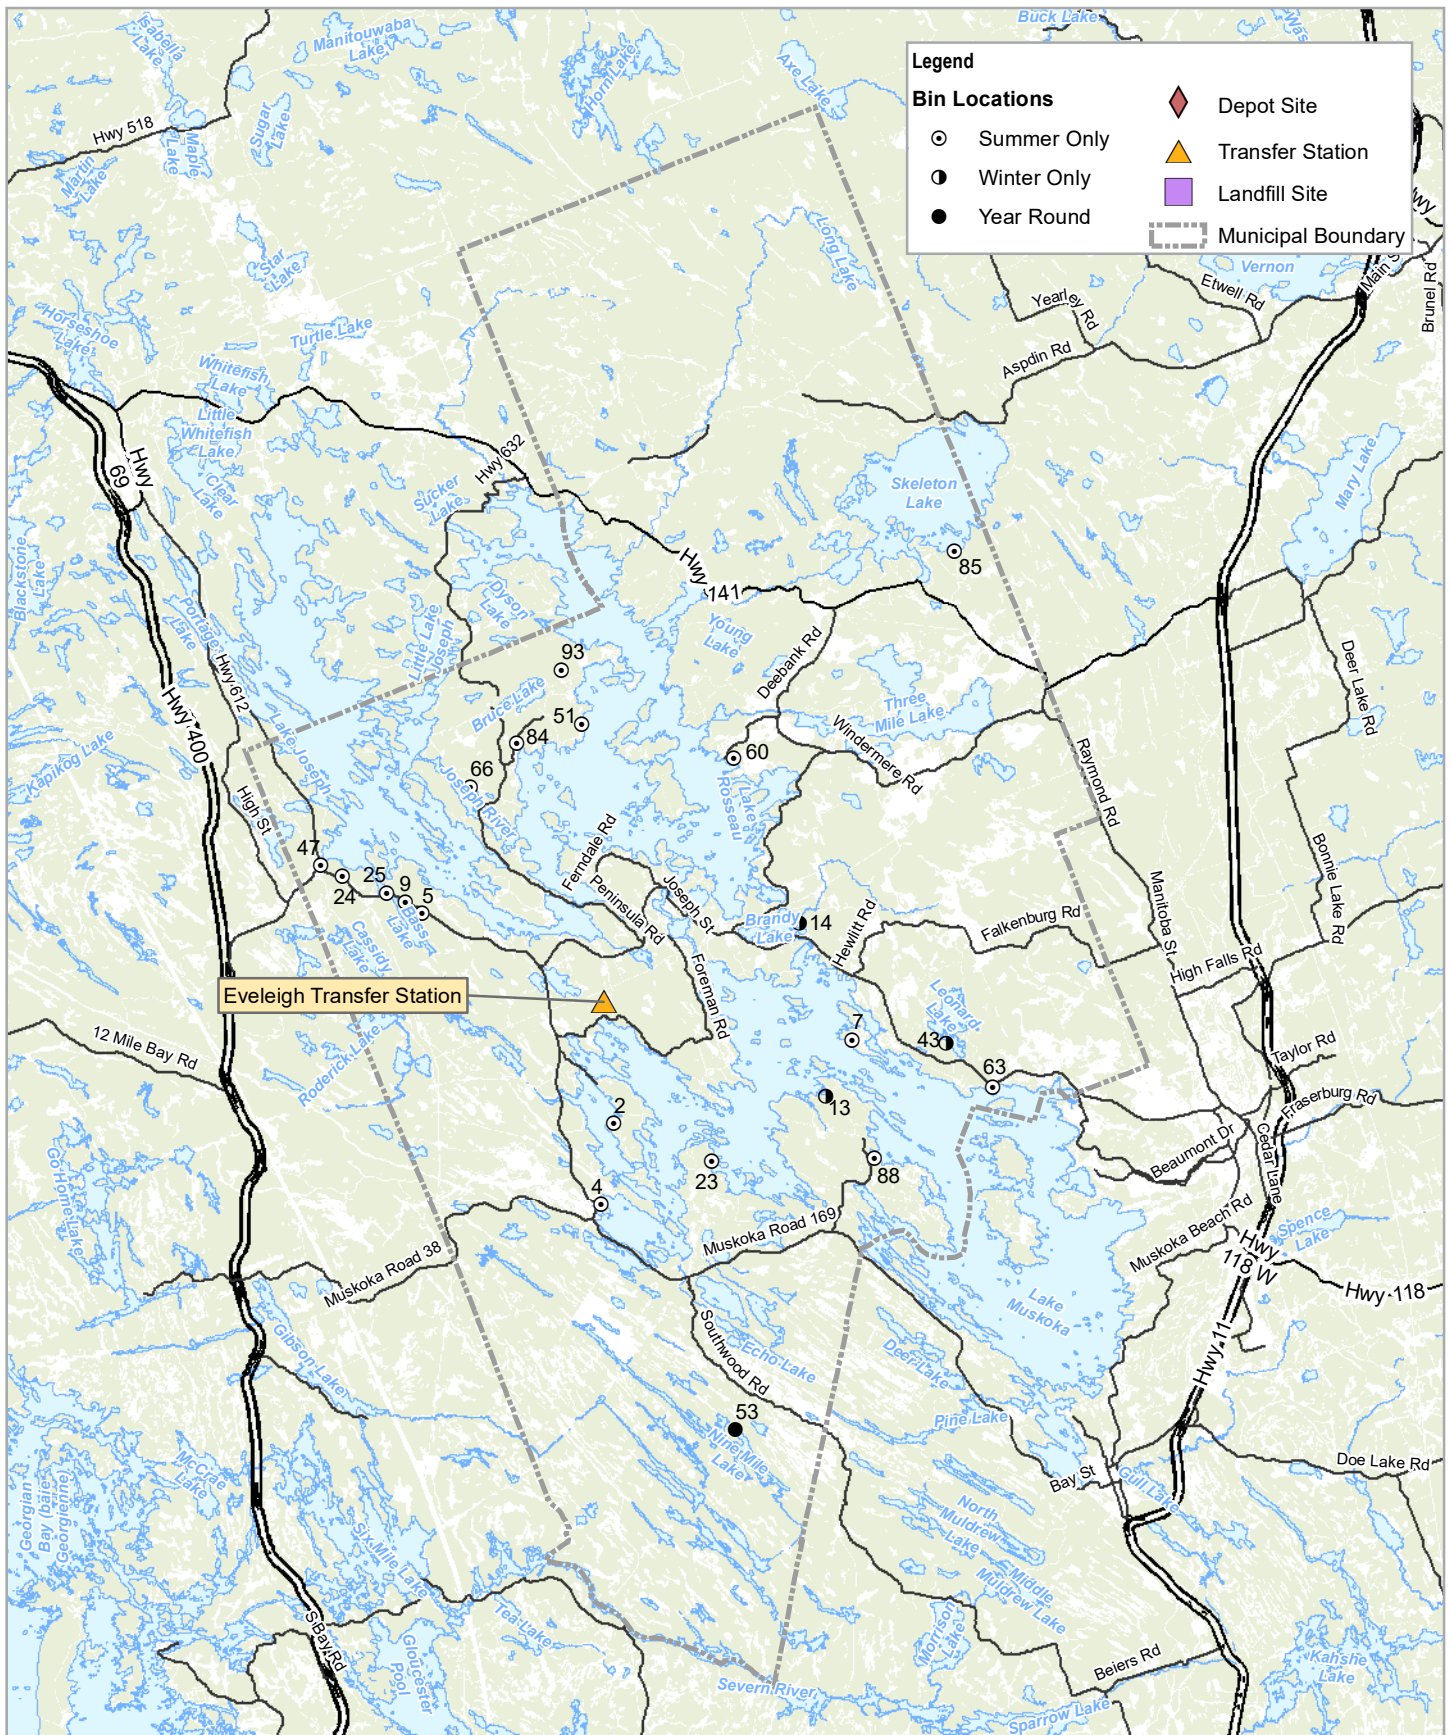 Buck Lake
Isabella
Lake
Manitouwaba
Lake
Horn Lake
Axe Lake
Legend
Bin Locations
Summer Only
Winter Only
Year Round
Depot Site
Transfer Station
Landfill Site
Municipal Boundary
Hwy 518
Sugar
Lake
Maple
Lake
Martin
Lake
Star
Lake
Long Lake
Vernon
Main S
Brunel Rd
Etwell Rd
Yearley Rd
Aspdin Rd
Horseshoe
Lake
Turtle Lake
Whitefish
Lake
Little
Whitefish
Lake
Clear
Lake
Hwy
69
Hwy 632
Sucker
Lake
Skeleton
Lake
Mary Lake
85
Blackstone
Lake
Portage
Lake
Little Lake
Joseph
Dyson
Lake
Hwy
141
Young
Lake
Deebank Rd
Deer Lake Rd
Hwy 612
Hwy 400
Kapikog Lake
Lake Joseph
93
Bruce Lake
51
84
66
60
Three
Mile Lake
Windermere Rd
Raymond Rd
Joseph River
Lake
Rosseau
High St
47
24
25
9
5
Bass
Lake
Cassidy
Lake
Ferndale Rd
Peninsula Rd
Joseph St
Brandy
Lake
14
Hewlitt Rd
Falkenburg Rd
Manitoba St
High Falls Rd
Bonnie Lake Rd
Eveleigh Transfer Station
Foreman Rd
12 Mile Bay Rd
Roderick Lake
Leonard
Lake
7
43
63
13
2
23
88
4
Taylor Rd
Fraserburg Rd
Beaumont Dr
Cedar Lane
Go Home Lake
Muskoka Road 38
Muskoka Road 169
Muskoka Beach Rd
Spence
Lake
Hwy
118 W
Hwy 118
Lake
Muskoka
Gibson Lake
Southwood Rd
Echo Lake
Deer Lake
Hwy 11
53
Nine Mile
Lake
Pine Lake
Bay St
Gull Lake
Doe Lake Rd
McCrae
Lake
Georgian
Bay (baie
Georgienne)
Six Mile Lake
North
Muldrew
Lake
Middle
Muldrew Lake
S Bay Rd
Tea Lake
Gloucester
Pool
Morrison
Lake
Severn River
Beiers Rd
Sparrow Lake
Kahshe
Lake